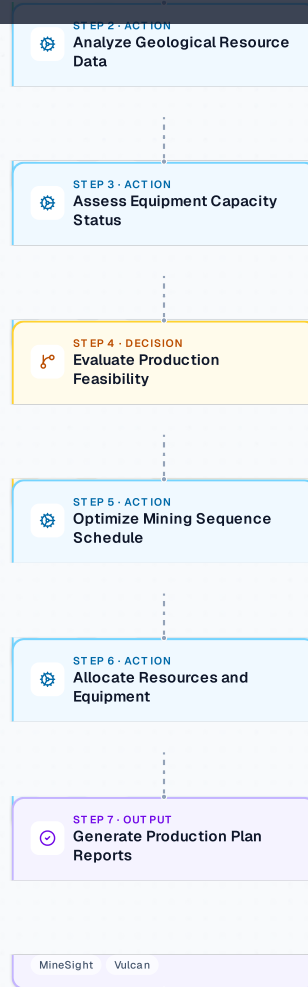 STEP 2 · ACTION
Analyze Geological Resource
Data
STEP 3 · ACTION
Assess Equipment Capacity
Status
STEP 4 · DECISION
Evaluate Production
Feasibility
STEP 5 · ACTION
Optimize Mining Sequence
Schedule
STEP 6 · ACTION
Allocate Resources and
Equipment
STEP 7 · OUTPUT
Generate Production Plan
Reports
MineSight Vulcan